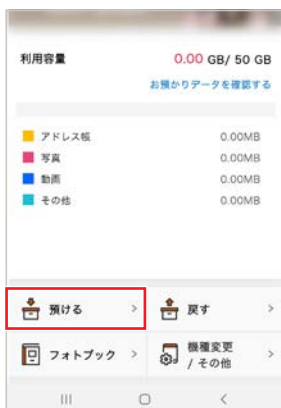 利用容量 0.00 GB/ 50 GB
お預かりデータを確認する
アドレス帳 0.00MB
写真 0.00MB
動画 0.00MB
その他 0.00MB
預ける
戻す
フォトブック
機種変更
/ その他